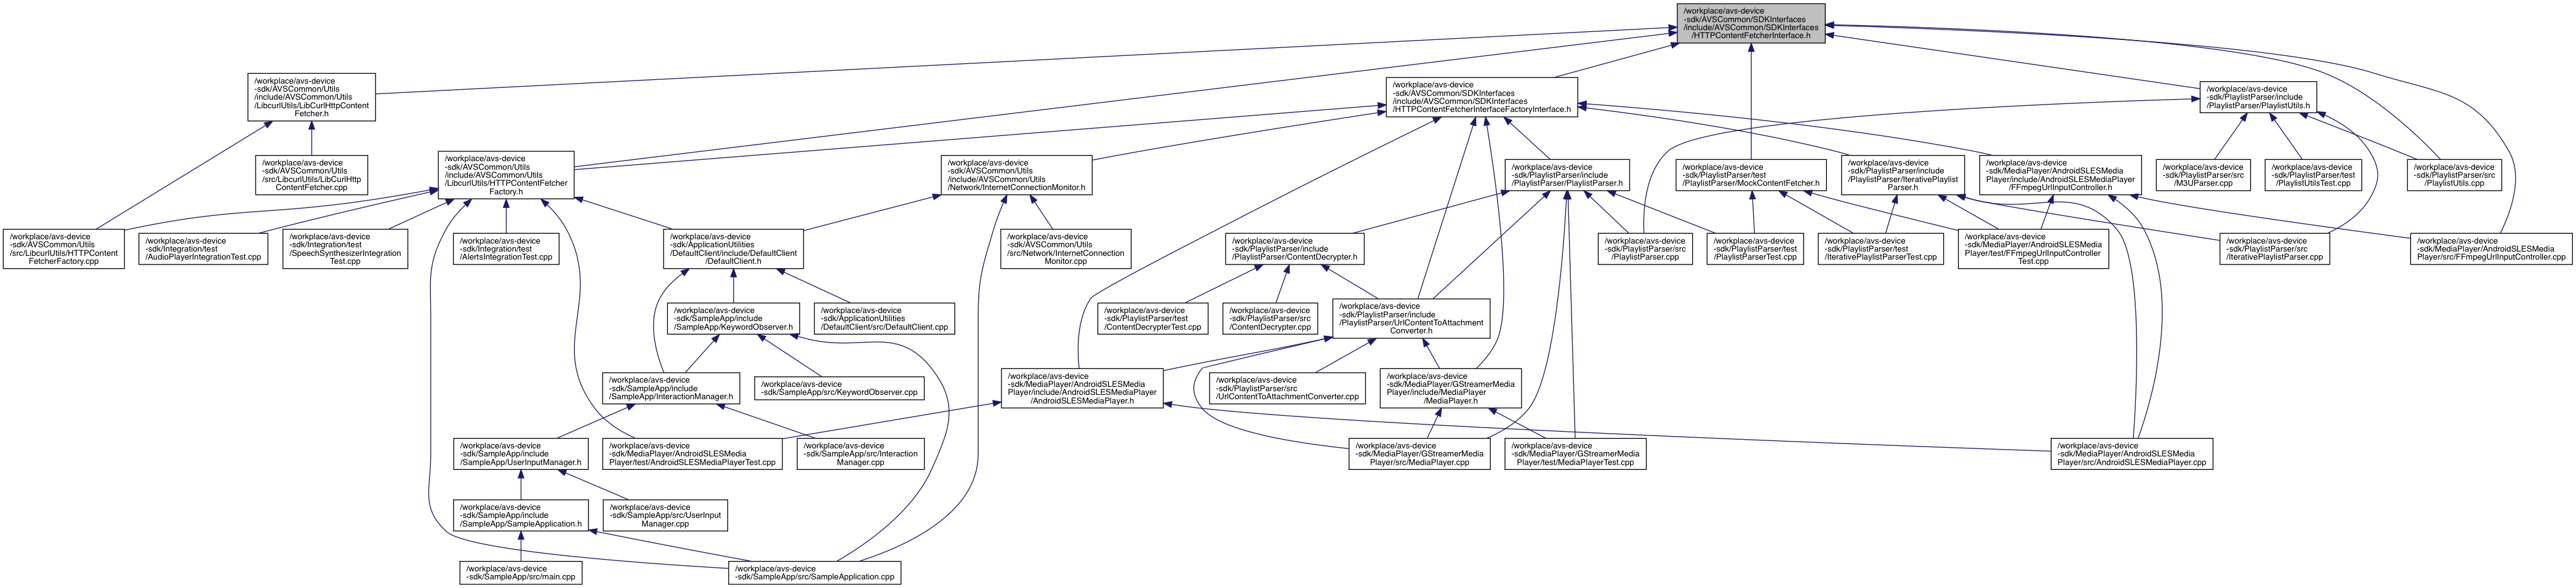 /workplace/avs-device
-sdk/AVSCommon/SDKInterfaces
/include/AVSCommon/SDKInterfaces
/HTTPContentFetcherInterface.h
/workplace/avs-device
-sdk/AVSCommon/Utils
/include/AVSCommon/Utils
/LibcurlUtils/LibCurlHttpContent
Fetcher.h
/workplace/avs-device
-sdk/AVSCommon/SDKInterfaces
/include/AVSCommon/SDKInterfaces
/HTTPContentFetcherInterfaceFactoryInterface.h
/workplace/avs-device
-sdk/PlaylistParser/include
/PlaylistParser/PlaylistUtils.h
/workplace/avs-device
-sdk/AVSCommon/Utils
/src/LibcurlUtils/LibCurlHttp
ContentFetcher.cpp
/workplace/avs-device
-sdk/AVSCommon/Utils
/include/AVSCommon/Utils
/LibcurlUtils/HTTPContentFetcher
Factory.h
/workplace/avs-device
-sdk/AVSCommon/Utils
/include/AVSCommon/Utils
/Network/InternetConnectionMonitor.h
/workplace/avs-device
-sdk/PlaylistParser/include
/PlaylistParser/PlaylistParser.h
/workplace/avs-device
-sdk/PlaylistParser/test
/PlaylistParser/MockContentFetcher.h
/workplace/avs-device
-sdk/PlaylistParser/include
/PlaylistParser/IterativePlaylist
Parser.h
/workplace/avs-device
-sdk/MediaPlayer/AndroidSLESMedia
Player/include/AndroidSLESMediaPlayer
/FFmpegUrlInputController.h
/workplace/avs-device
-sdk/PlaylistParser/src
/M3UParser.cpp
/workplace/avs-device
-sdk/PlaylistParser/test
/PlaylistUtilsTest.cpp
/workplace/avs-device
-sdk/PlaylistParser/src
/PlaylistUtils.cpp
/workplace/avs-device
-sdk/AVSCommon/Utils
/src/LibcurlUtils/HTTPContent
FetcherFactory.cpp
/workplace/avs-device
-sdk/Integration/test
/AudioPlayerIntegrationTest.cpp
/workplace/avs-device
-sdk/Integration/test
/SpeechSynthesizerIntegration
Test.cpp
/workplace/avs-device
-sdk/Integration/test
/AlertsIntegrationTest.cpp
/workplace/avs-device
-sdk/ApplicationUtilities
/DefaultClient/include/DefaultClient
/DefaultClient.h
/workplace/avs-device
-sdk/AVSCommon/Utils
/src/Network/InternetConnection
Monitor.cpp
/workplace/avs-device
-sdk/PlaylistParser/include
/PlaylistParser/ContentDecrypter.h
/workplace/avs-device
-sdk/PlaylistParser/src
/PlaylistParser.cpp
/workplace/avs-device
-sdk/PlaylistParser/test
/PlaylistParserTest.cpp
/workplace/avs-device
-sdk/PlaylistParser/test
/IterativePlaylistParserTest.cpp
/workplace/avs-device
-sdk/MediaPlayer/AndroidSLESMedia
Player/test/FFmpegUrlInputController
Test.cpp
/workplace/avs-device
-sdk/PlaylistParser/src
/IterativePlaylistParser.cpp
/workplace/avs-device
-sdk/MediaPlayer/AndroidSLESMedia
Player/src/FFmpegUrlInputController.cpp
/workplace/avs-device
-sdk/SampleApp/include
/SampleApp/KeywordObserver.h
/workplace/avs-device
-sdk/ApplicationUtilities
/DefaultClient/src/DefaultClient.cpp
/workplace/avs-device
-sdk/PlaylistParser/test
/ContentDecrypterTest.cpp
/workplace/avs-device
-sdk/PlaylistParser/src
/ContentDecrypter.cpp
/workplace/avs-device
-sdk/PlaylistParser/include
/PlaylistParser/UrlContentToAttachment
Converter.h
/workplace/avs-device
-sdk/SampleApp/include
/SampleApp/InteractionManager.h
/workplace/avs-device
-sdk/SampleApp/src/KeywordObserver.cpp
/workplace/avs-device
-sdk/MediaPlayer/AndroidSLESMedia
Player/include/AndroidSLESMediaPlayer
/AndroidSLESMediaPlayer.h
/workplace/avs-device
-sdk/PlaylistParser/src
/UrlContentToAttachmentConverter.cpp
/workplace/avs-device
-sdk/MediaPlayer/GStreamerMedia
Player/include/MediaPlayer
/MediaPlayer.h
/workplace/avs-device
-sdk/SampleApp/include
/SampleApp/UserInputManager.h
/workplace/avs-device
-sdk/MediaPlayer/AndroidSLESMedia
Player/test/AndroidSLESMediaPlayerTest.cpp
/workplace/avs-device
-sdk/SampleApp/src/Interaction
Manager.cpp
/workplace/avs-device
-sdk/MediaPlayer/GStreamerMedia
Player/src/MediaPlayer.cpp
/workplace/avs-device
-sdk/MediaPlayer/GStreamerMedia
Player/test/MediaPlayerTest.cpp
/workplace/avs-device
-sdk/MediaPlayer/AndroidSLESMedia
Player/src/AndroidSLESMediaPlayer.cpp
/workplace/avs-device
-sdk/SampleApp/include
/SampleApp/SampleApplication.h
/workplace/avs-device
-sdk/SampleApp/src/UserInput
Manager.cpp
/workplace/avs-device
-sdk/SampleApp/src/main.cpp
/workplace/avs-device
-sdk/SampleApp/src/SampleApplication.cpp